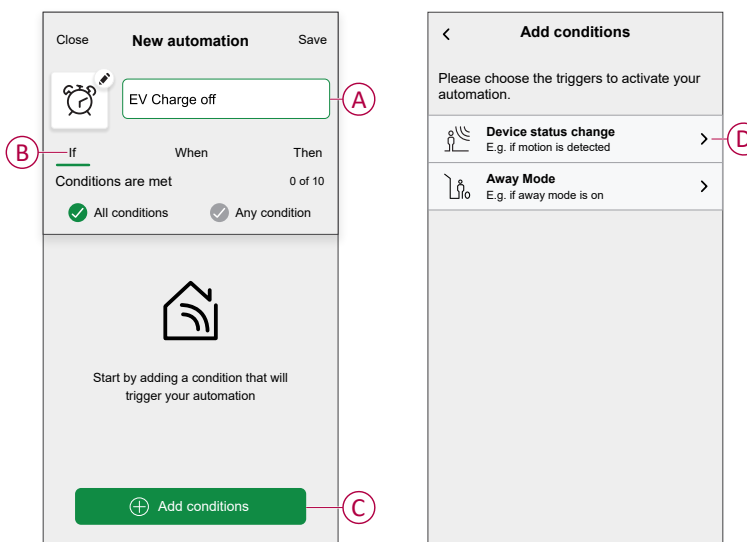 Close New automation Save
EV Charge off
A
B
If When Then
Conditions are met 0 of 10
All conditions Any condition
Start by adding a condition that will
trigger your automation
Add conditions
C
Add conditions
Please choose the triggers to activate your
automation.
Device status change
E.g. if motion is detected
D
Away Mode
E.g. if away mode is on